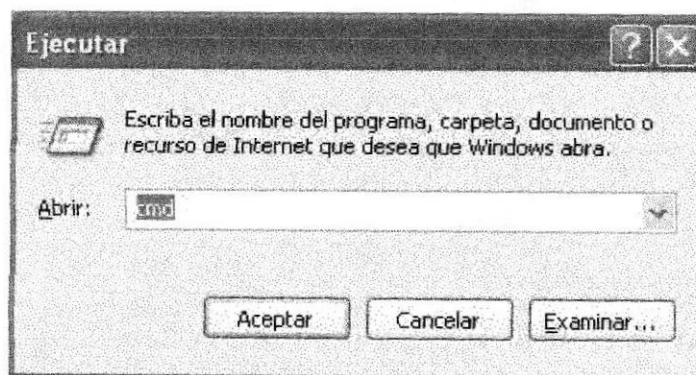 Ejecutar
Escriba el nombre del programa, carpeta, documento o
recurso de Internet que desea que Windows abra.
Abrir: cmd
Aceptar Cancelar Examinar...